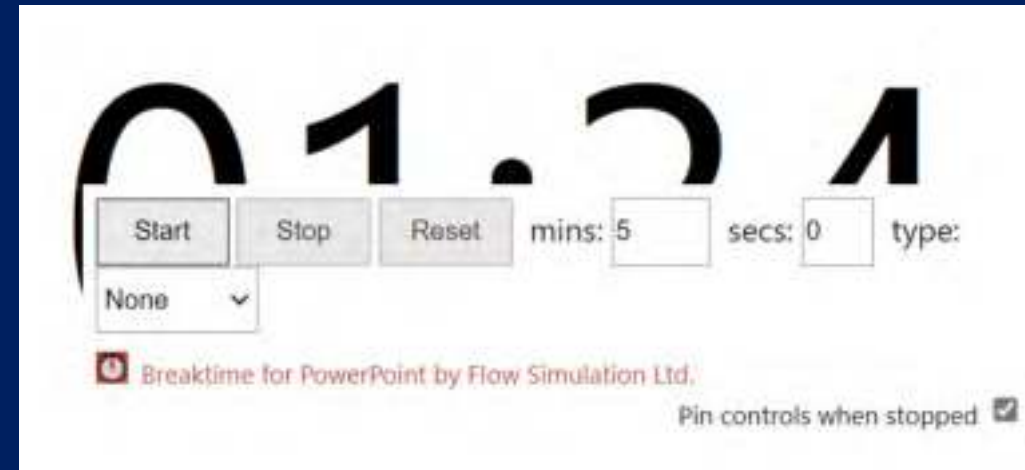 01:24
Start Stop Reset mins: 5 secs: 0 type:
None
Breaktime for PowerPoint by Flow Simulation Ltd.
Pin controls when stopped